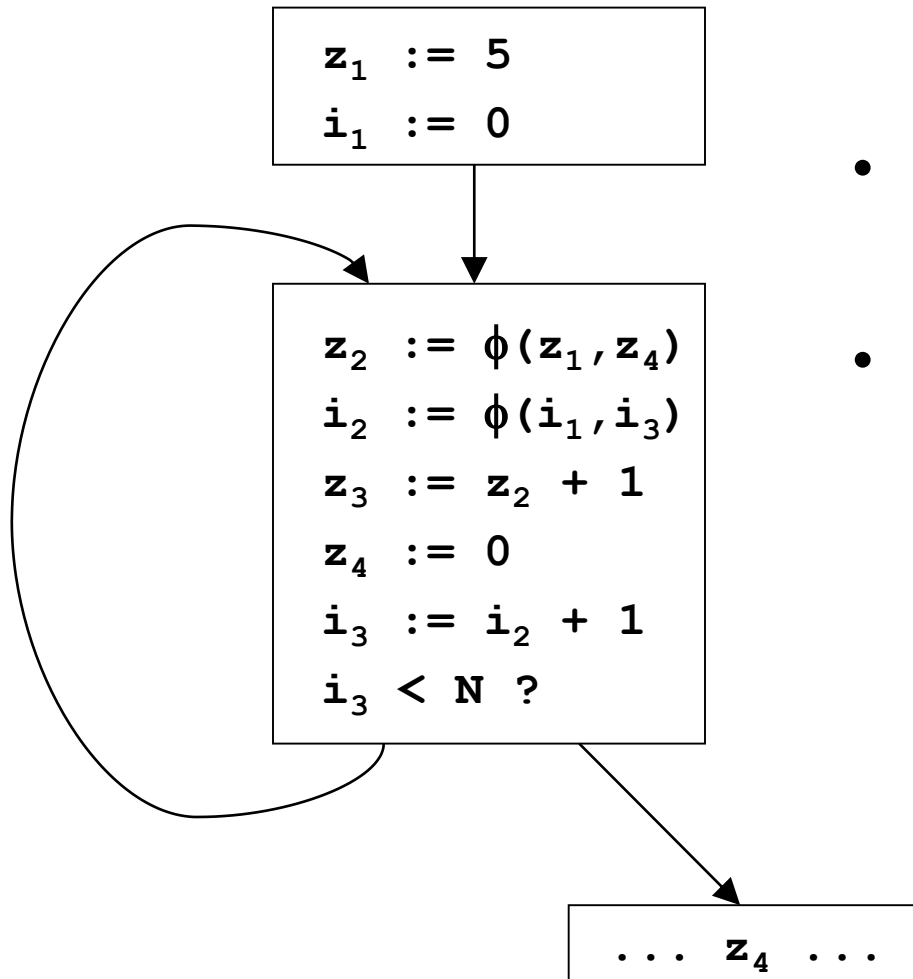 z₁ := 5
i₁ := 0
•
z₂ := ϕ(z₁,z₄)
•
i₂ := ϕ(i₁,i₃)
z₃ := z₂ + 1
z₄ := 0
i₃ := i₂ + 1
i₃ < N ?
... z₄ ...